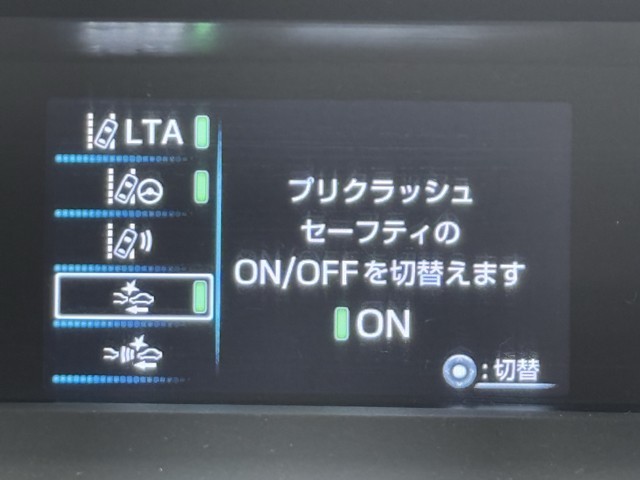 LTA
プリクラッシュ
セーフティの
ON/OFFを切替えます
ON
:切替